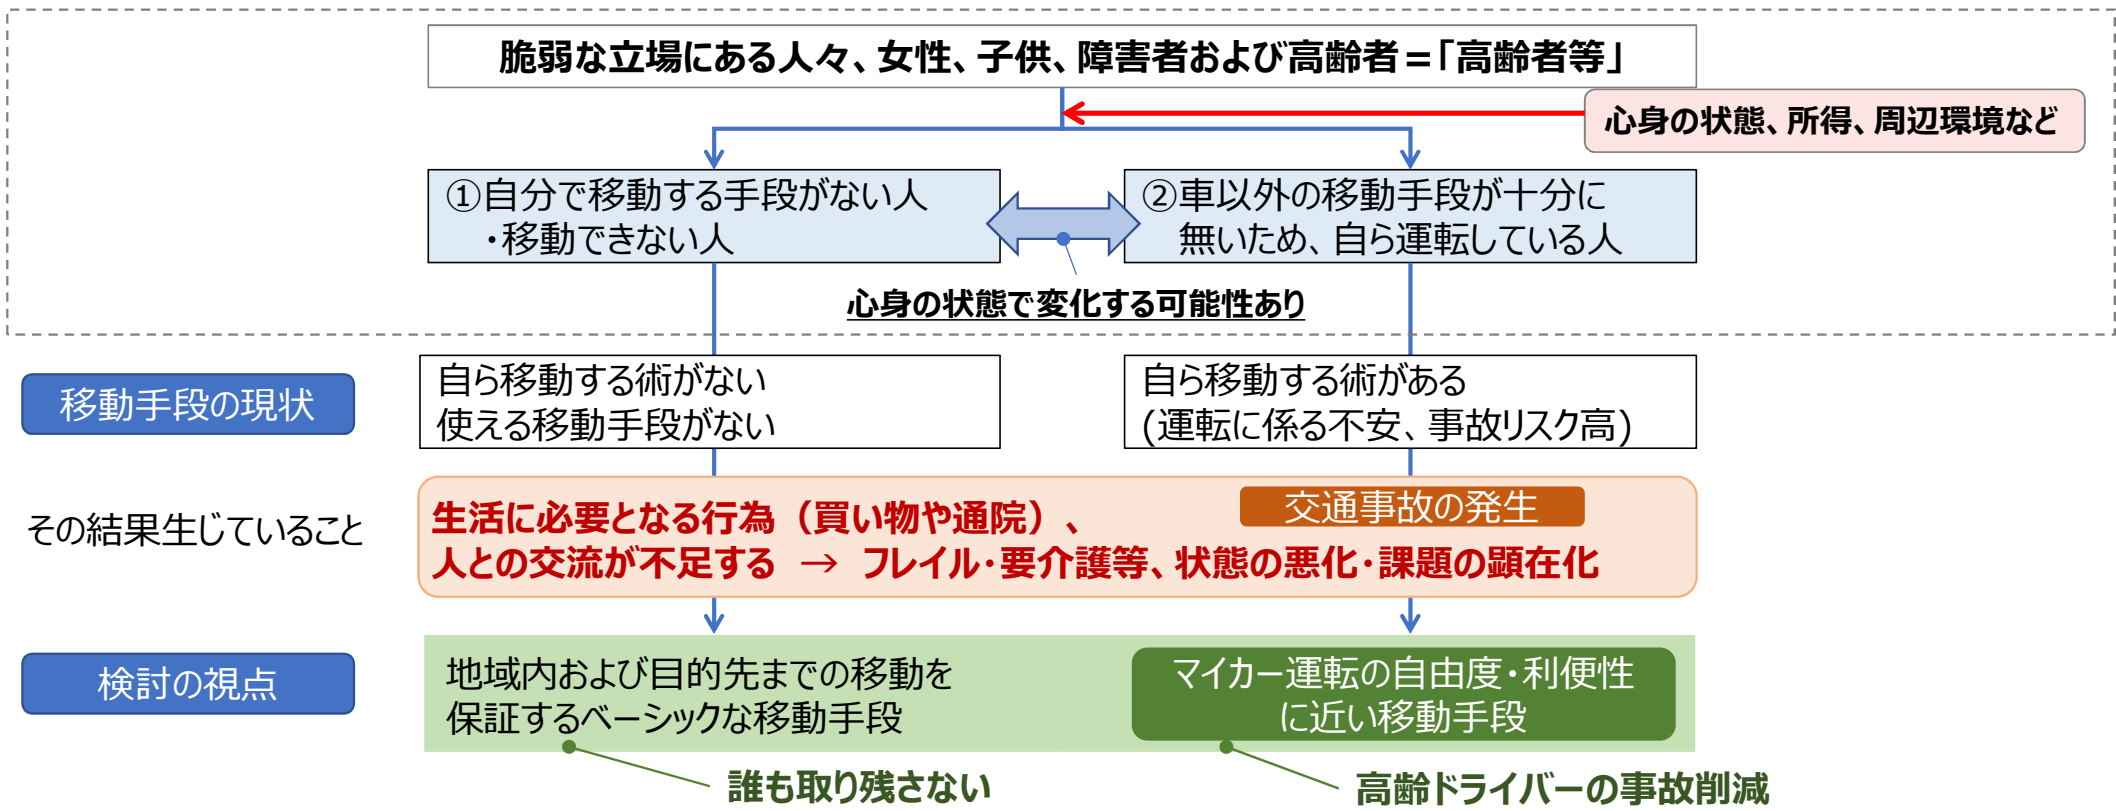 脆弱な立場にある人々、女性、子供、障害者および高齢者=「高齢者等」
心身の状態、所得、周辺環境など
①自分で移動する手段がない人
・移動できない人
②車以外の移動手段が十分に
無いため、自ら運転している人
心身の状態で変化する可能性あり
移動手段の現状
自ら移動する術がない
使える移動手段がない
自ら移動する術がある
(運転に係る不安、事故リスク高)
その結果生じていること
生活に必要となる行為(買い物や通院)、
交通事故の発生
人との交流が不足する → フレイル・要介護等、状態の悪化・課題の顕在化
検討の視点
地域内および目的先までの移動を
保証するベーシックな移動手段
マイカー運転の自由度・利便性
に近い移動手段
誰も取り残さない
高齢ドライバーの事故削減